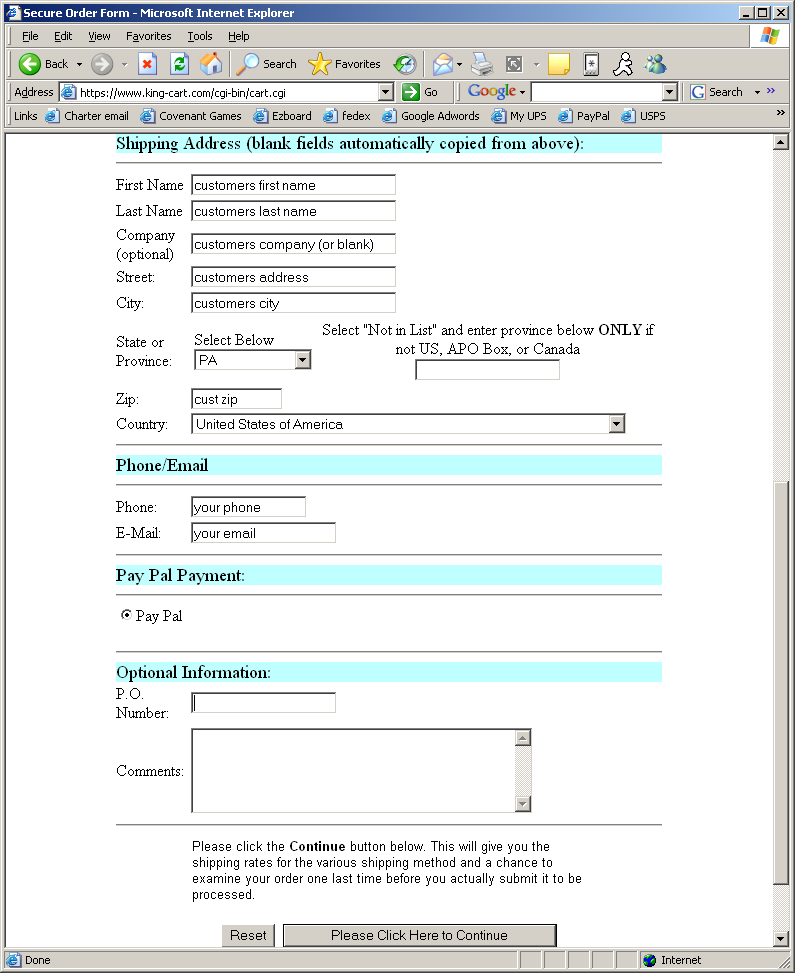 Secure Order Form - Microsoft Internet Explorer
File Edit View Favorites Tools Help
Back Search Favorites
Address https://www.king-cart.com/cgi-bin/cart.cgi Go Google Search »
Links Charter email Covenant Games Ezboard fedex Google Adwords My UPS PayPal USPS »
Shipping Address (blank fields automatically copied from above):
First Name customers first name
Last Name customers last name
Company
(optional) customers company (or blank)
Street: customers address
City: customers city
State or
Province:
Select Below
PA
Select "Not in List" and enter province below ONLY if
not US, APO Box, or Canada
Zip: cust zip
Country: United States of America
Phone/Email
Phone: your phone
E-Mail: your email
Pay Pal Payment:
Pay Pal
Optional Information:
P.O.
Number:
Comments:
Please click the Continue button below. This will give you the
shipping rates for the various shipping method and a chance to
examine your order one last time before you actually submit it to be
processed.
Reset Please Click Here to Continue
Done Internet